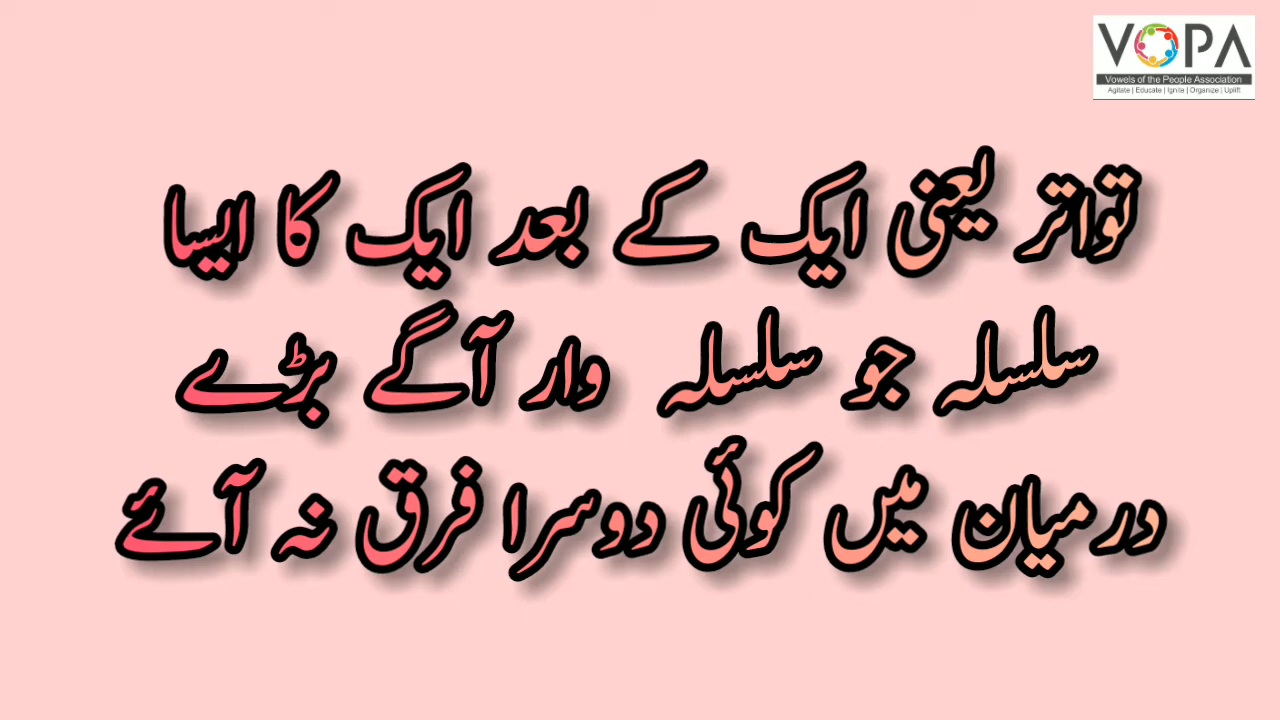 VOPA
Vowels of the People Association
Agitate | Educate | Ignite | Organize | Uplift
تواتر یعنی ایک کے بعد ایک کا ایسا
سلسلہ جو سلسلہ وار آگے بڑے
درمیان میں کوئی دوسرا فرق نہ آئے